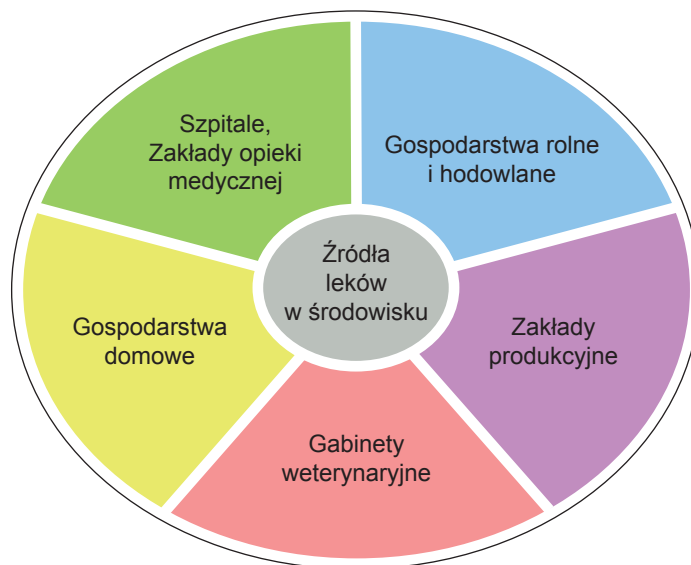 Szpitale,
Zakłady opieki
medycznej
Gospodarstwa rolne
i hodowlane
Źródła
leków
w środowisku
Gospodarstwa
domowe
Zakłady
produkcyjne
Gabinety
weterynaryjne